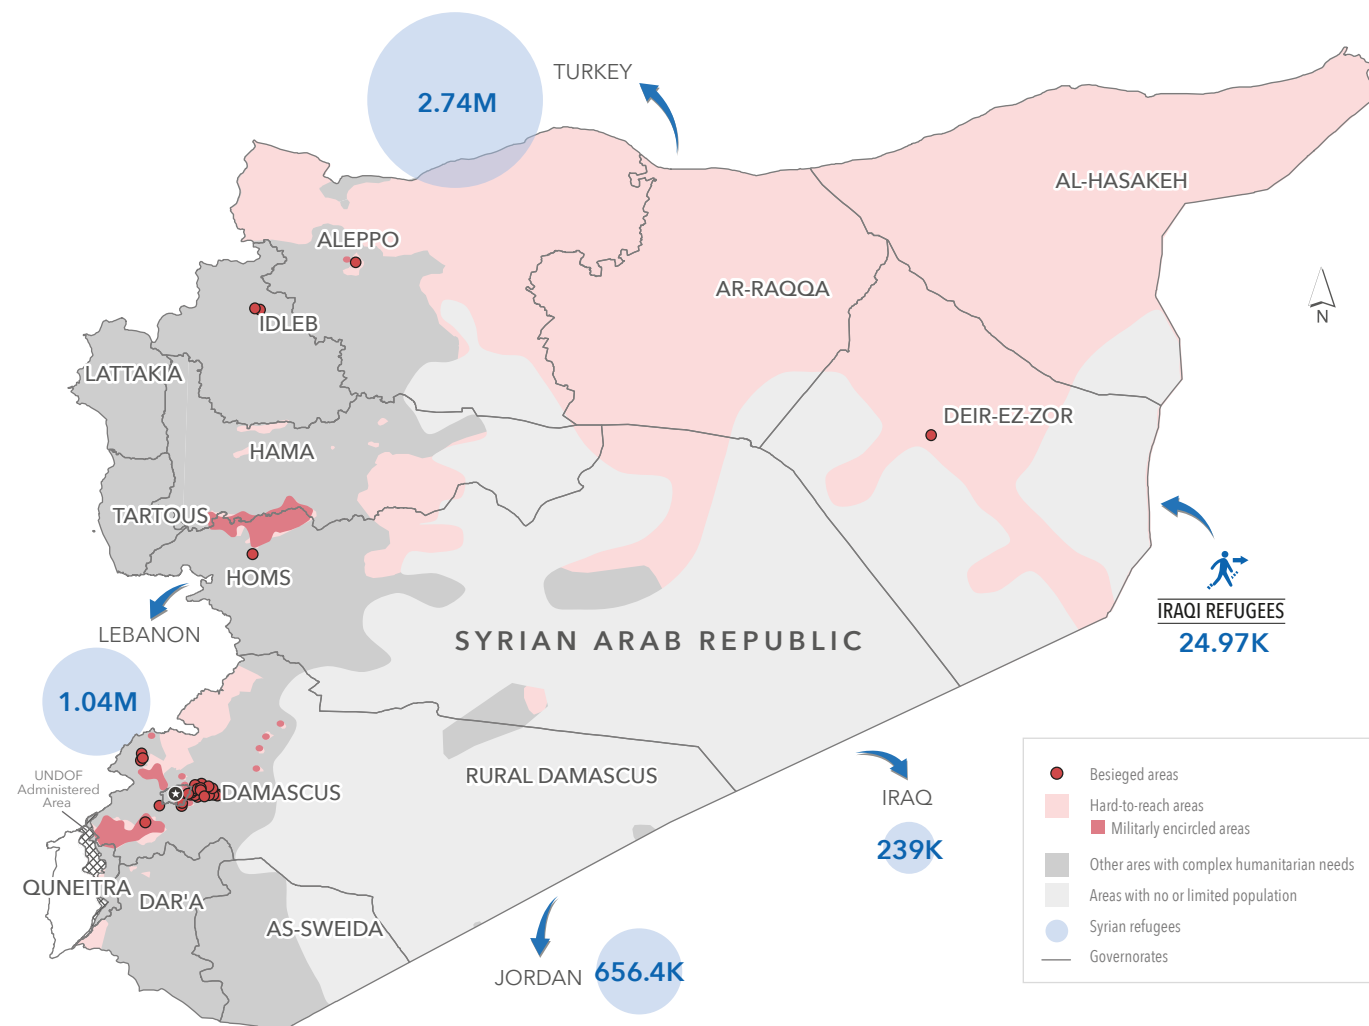 TURKEY
2.74M
AL-HASAKEH
ALEPPO
AR-RAQQA
IDLEB
N
LATTAKIA
DEIR-EZ-ZOR
HAMA
TARTOUS
HOMS
IRAQI REFUGEES
24.97K
LEBANON
SYRIAN ARAB REPUBLIC
1.04M
UNDOF
Administered
Area
DAMASCUS
RURAL DAMASCUS
IRAQ
239K
QUNEITRA
DAR'A
AS-SWEIDA
JORDAN
656.4K
Besieged areas
Hard-to-reach areas
Militarly encircled areas
Other ares with complex humanitarian needs
Areas with no or limited population
Syrian refugees
Governorates